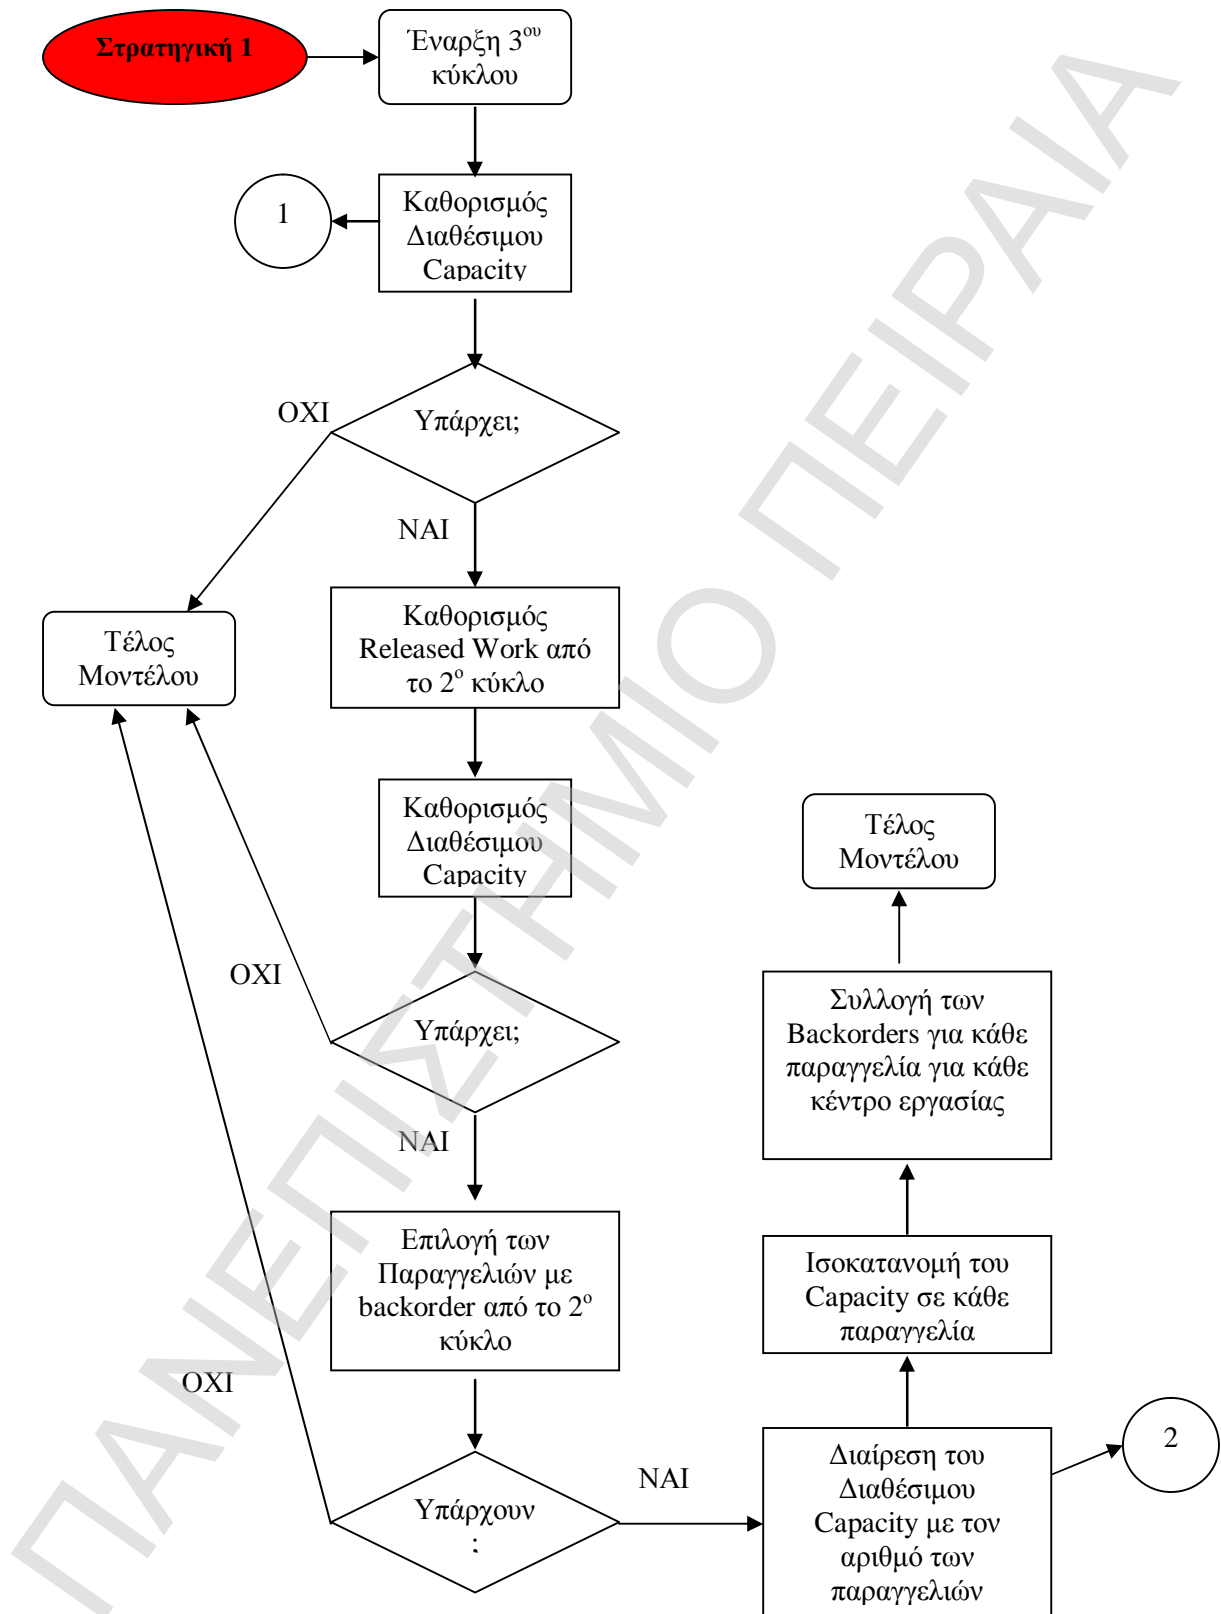 Στρατηγική 1
Έναρξη 3ου
κύκλου
1
Καθορισμός
Διαθέσιμου
Capacity
Υπάρχει;
ΟΧΙ
ΝΑΙ
Τέλος
Μοντέλου
Καθορισμός
Released Work από
το 2ο κύκλο
Καθορισμός
Διαθέσιμου
Capacity
Υπάρχει;
ΟΧΙ
ΝΑΙ
Επιλογή των
Παραγγελιών με
backorder από το 2ο
κύκλο
ΟΧΙ
Υπάρχουν
;
ΝΑΙ
Διαίρεση του
Διαθέσιμου
Capacity με τον
αριθμό των
παραγγελιών
2
Ισοκατανομή του
Capacity σε κάθε
παραγγελία
Συλλογή των
Backorders για κάθε
παραγγελία για κάθε
κέντρο εργασίας
Τέλος
Μοντέλου
ΠΑΝΕΠΙΣΤΗΜΙΟ ΠΕΙΡΑΙΑ